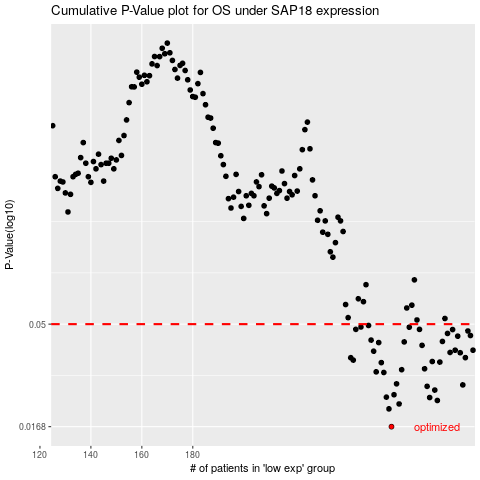 Cumulative P-Value plot for OS under SAP18 expression
P-Value(log10)
0.05
0.0168
optimized
120 140 160 180
# of patients in 'low exp' group